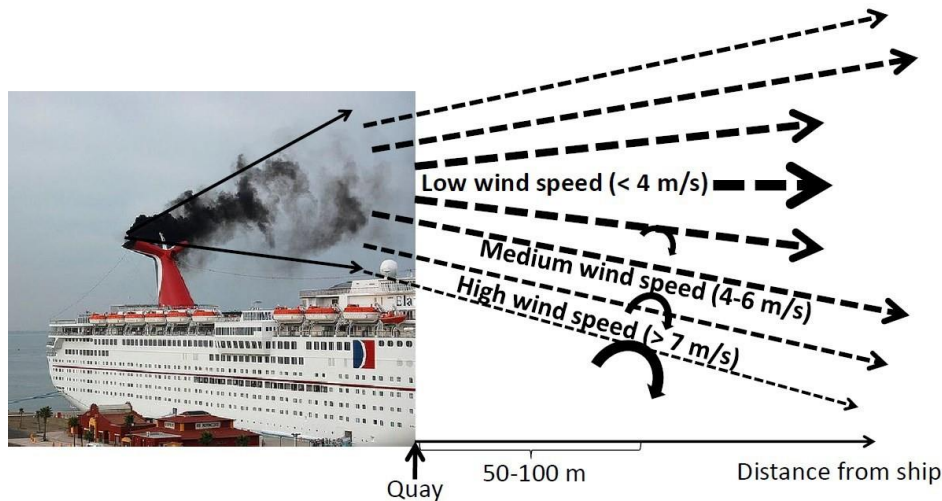 Low wind speed (< 4 m/s)
Medium wind speed (4-6 m/s)
High wind speed (> 7 m/s)
50-100 m
Distance from ship
Quay